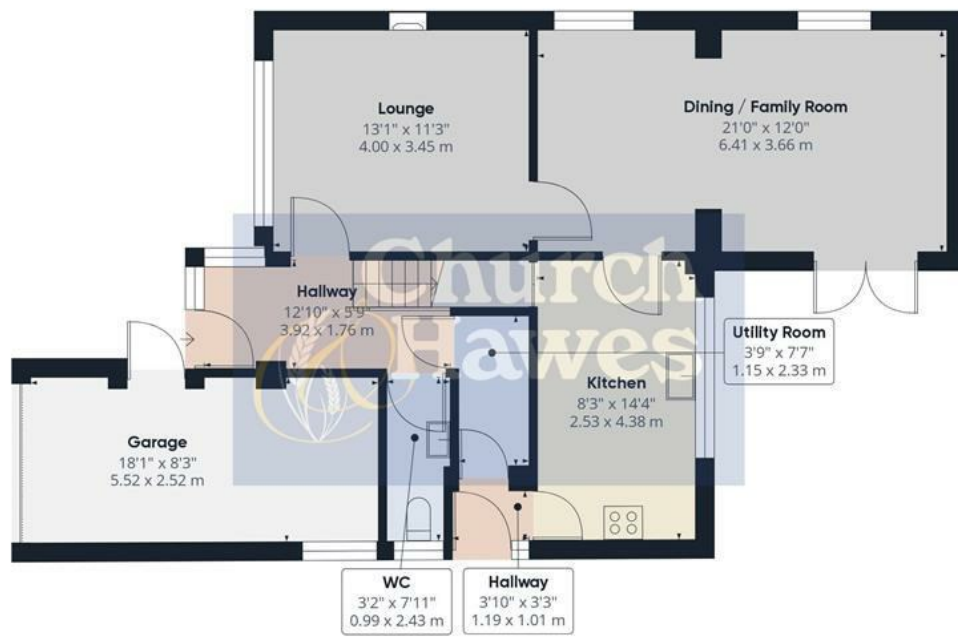 Lounge
13'1" x 11'3"
4.00 x 3.45 m
Dining / Family Room
21'0" x 12'0"
6.41 x 3.66 m
Church
Hawes
Hallway
12'10" x 5'9"
3.92 x 1.76 m
Utility Room
3'9" x 7'7"
1.15 x 2.33 m
Kitchen
8'3" x 14'4"
2.53 x 4.38 m
Garage
18'1" x 8'3"
5.52 x 2.52 m
WC
3'2" x 7'11"
0.99 x 2.43 m
Hallway
3'10" x 3'3"
1.19 x 1.01 m